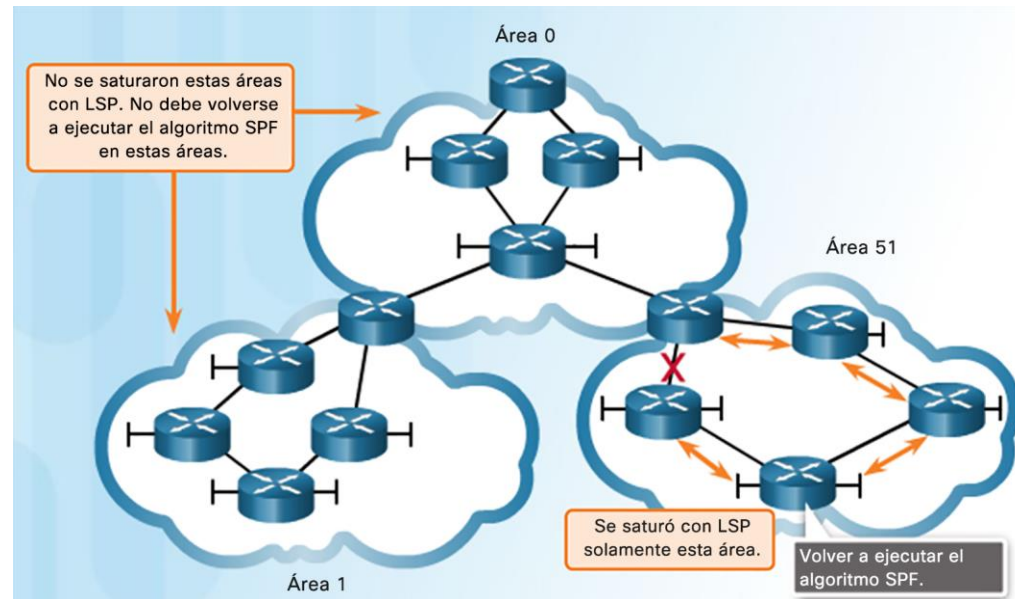 Área 0
No se saturaron estas áreas
con LSP. No debe volverse
a ejecutar el algoritmo SPF
en estas áreas.
Área 51
X
Se saturó con LSP
solamente esta área.
Volver a ejecutar el
algoritmo SPF.
Área 1